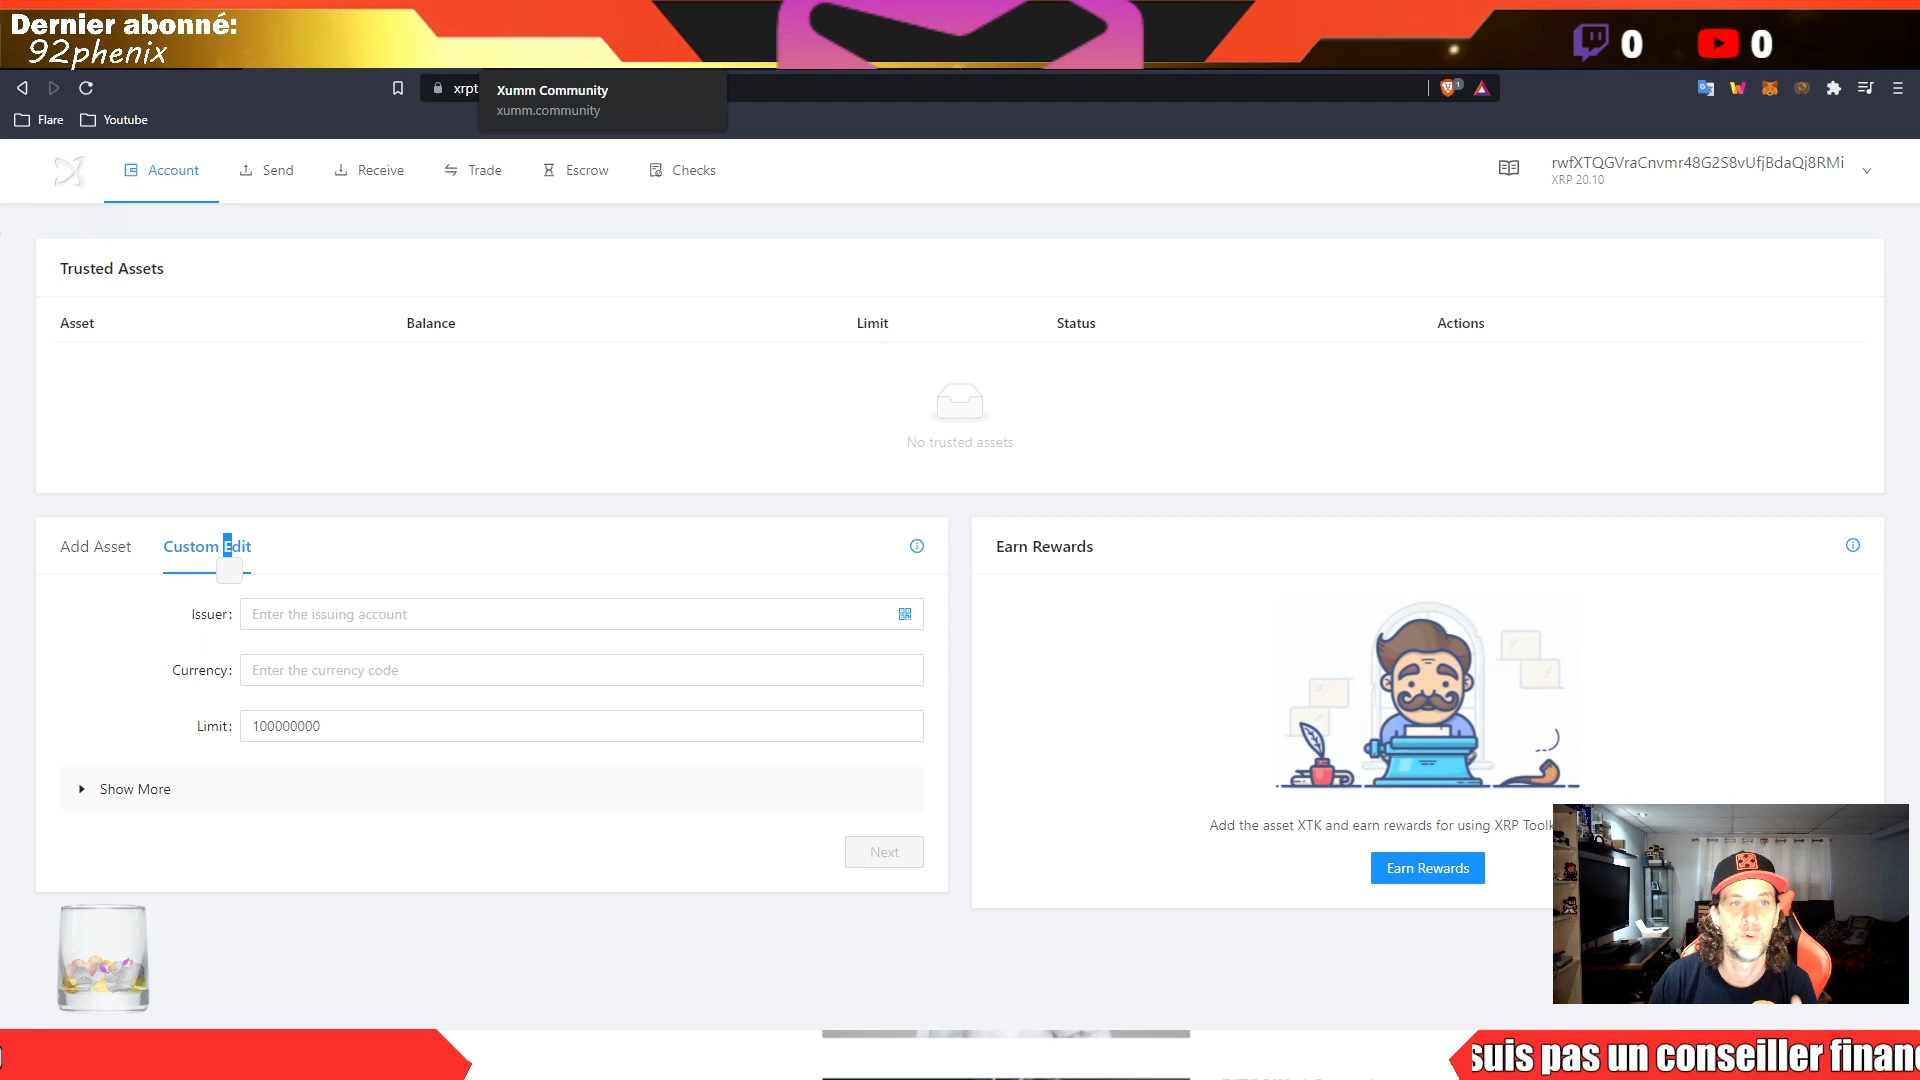 Dernier abonné:
92phenix
0
0
xrpt
Xumm Community
xumm.community
Flare
Youtube
Account
Send
Receive
Trade
Escrow
Checks
rwfXTQGVraCnvmr48G2S8vUfjBdaQj8RMi
XRP 20.10
Trusted Assets
Asset Balance Limit Status Actions
No trusted assets
Add Asset
Custom Edit
Issuer: Enter the issuing account
Currency: Enter the currency code
Limit: 100000000
Show More
Next
Earn Rewards
Add the asset XTK and earn rewards for using XRP Toolk
Earn Rewards
suis pas un conseiller financ